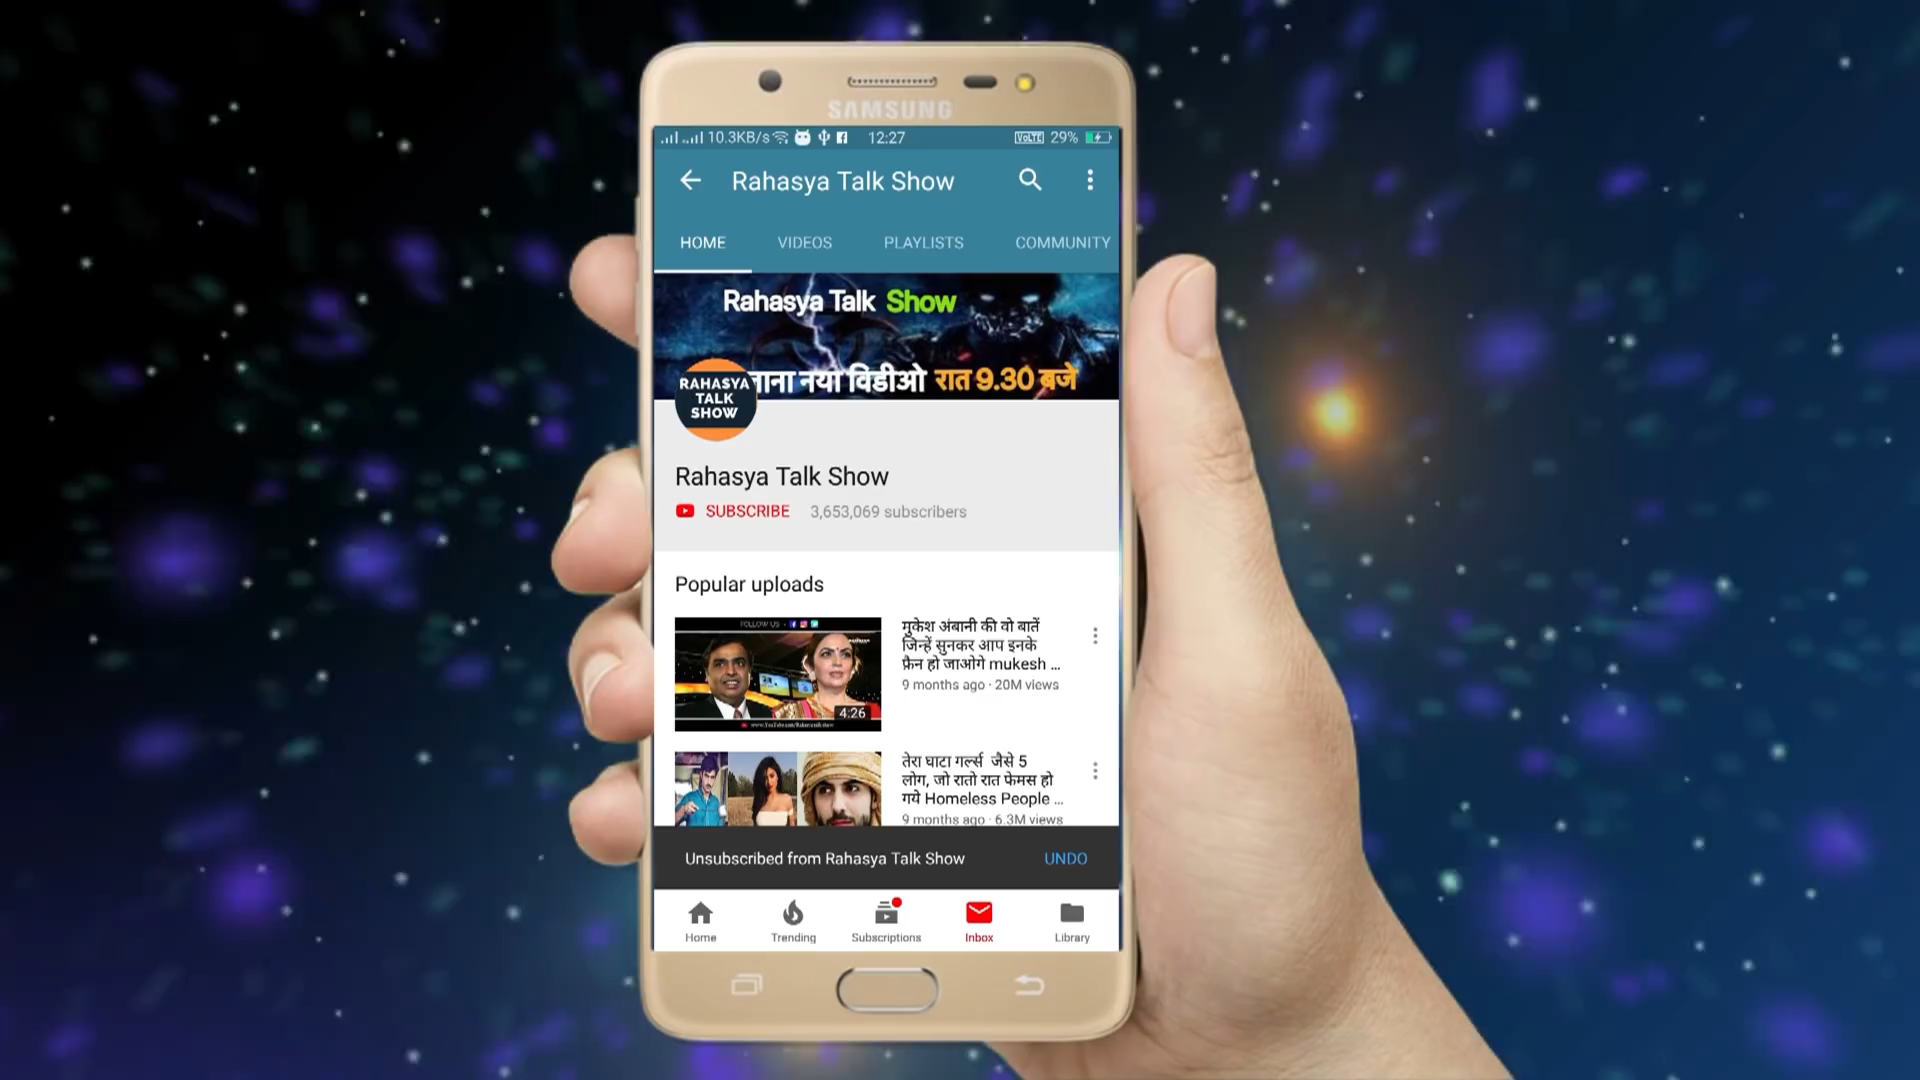 SAMSUNG
10.3KB/s 12:27 VoLTE 29%
Rahasya Talk Show
HOME VIDEOS PLAYLISTS COMMUNITY
Rahasya Talk Show
नया विडीओ रात 9.30 बजे
RAHASYA
TALK
SHOW
Rahasya Talk Show
SUBSCRIBE 3,653,069 subscribers
Popular uploads
FOLLOW US
4:26
मुकेश अंबानी की वो बातें
जिन्हें सुनकर आप इनके
फ़ैन हो जाओगे mukesh ...
9 months ago · 20M views
तेरा घाटा गर्ल्स जैसे 5
लोग, जो रातो रात फेमस हो
गये Homeless People ...
9 months ago · 6.3M views
Unsubscribed from Rahasya Talk Show UNDO
Home Trending Subscriptions Inbox Library